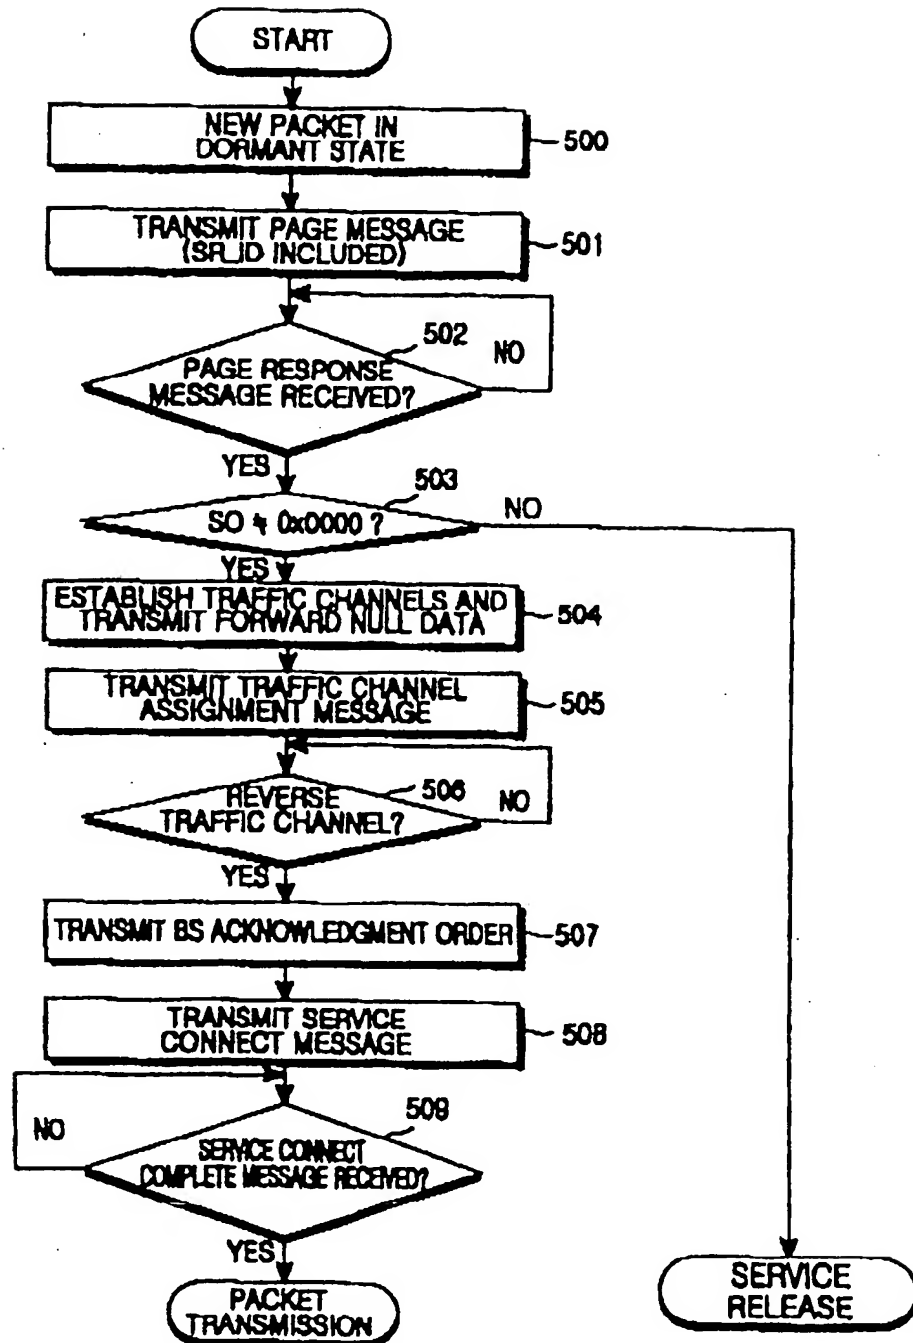 START
NEW PACKET IN
DORMANT STATE
500
TRANSMIT PAGE MESSAGE
(SR_ID INCLUDED)
501
502
NO
PAGE RESPONSE
MESSAGE RECEIVED?
YES
503
NO
SO ≠ 0x0000 ?
YES
ESTABLISH TRAFFIC CHANNELS AND
TRANSMIT FORWARD NULL DATA
504
TRANSMIT TRAFFIC CHANNEL
ASSIGNMENT MESSAGE
505
506
NO
REVERSE
TRAFFIC CHANNEL?
YES
TRANSMIT BS ACKNOWLEDGMENT ORDER
507
TRANSMIT SERVICE
CONNECT MESSAGE
508
509
NO
SERVICE CONNECT
COMPLETE MESSAGE RECEIVED?
YES
PACKET
TRANSMISSION
SERVICE
RELEASE